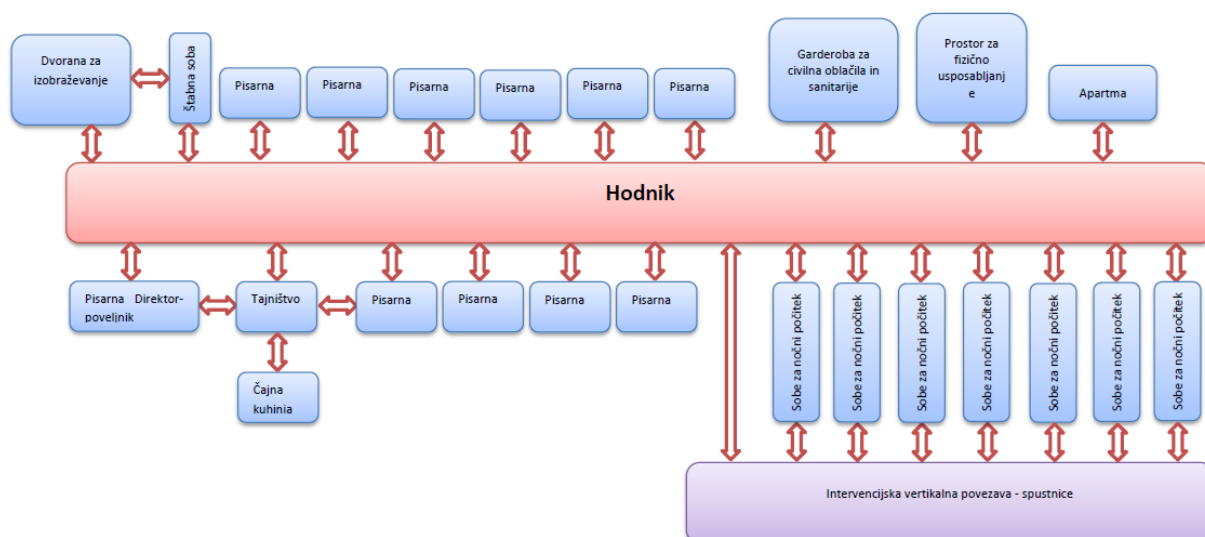 Dvorana za
izobraževanje
Štabna soba
Pisarna
Pisarna
Pisarna
Pisarna
Pisarna
Pisarna
Garderoba za
civilna oblačila in
sanitarije
Prostor za
fizično
usposabljanj
e
Apartma
Hodnik
Pisarna Direktor-
poveljnik
Tajništvo
Pisarna
Pisarna
Pisarna
Pisarna
Čajna
kuhinia
Sobe za nočni počitek
Sobe za nočni počitek
Sobe za nočni počitek
Sobe za nočni počitek
Sobe za nočni počitek
Sobe za nočni počitek
Sobe za nočni počitek
Intervencijska vertikalna povezava - spustnice